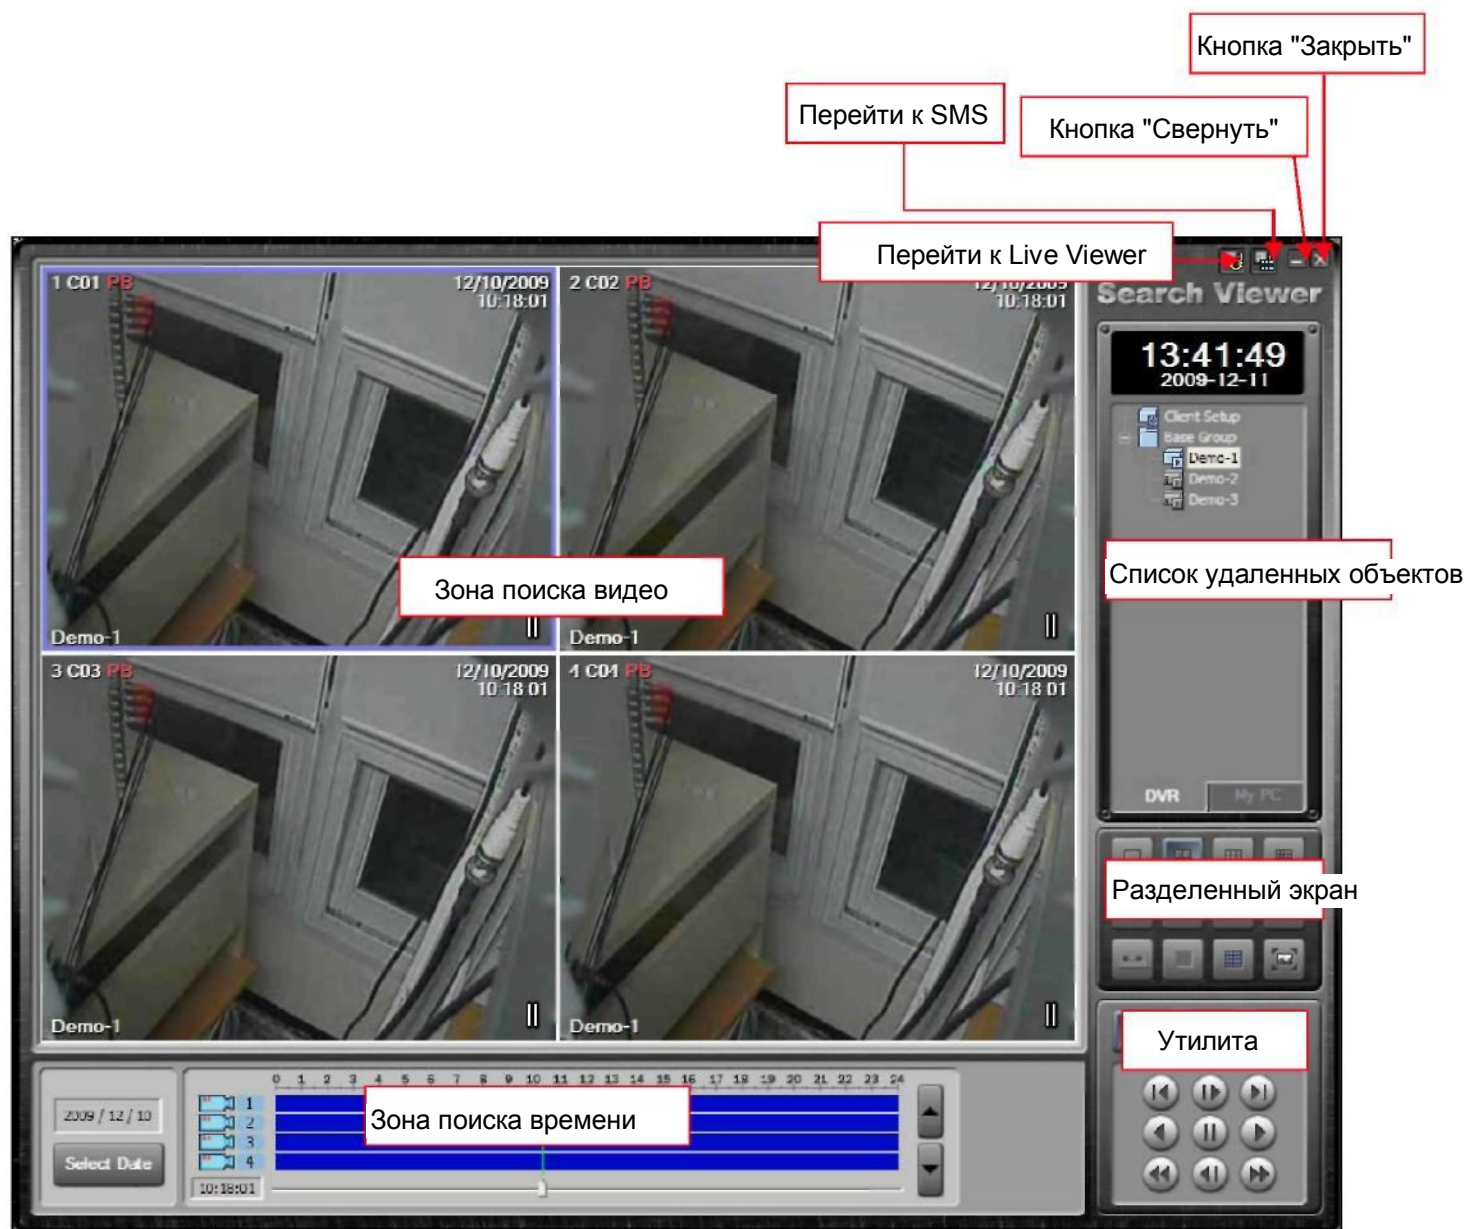 Кнопка "Закрыть"
Перейти к SMS
Кнопка "Свернуть"
Перейти к Live Viewer
Search Viewer
1 C01 PB
12/10/2009
10:18:01
2 C02 PB
12/10/2009
10:18:01
13:41:49
2009-12-11
Client Setup
Base Group
Demo-1
Demo-2
Demo-3
Зона поиска видео
Список удаленных объектов
Demo-1
Demo-1
3 C03 PB
12/10/2009
10:18:01
4 C04 PB
12/10/2009
10:18:01
DVR
My PC
Разделенный экран
Demo-1
Demo-1
Утилита
0 1 2 3 4 5 6 7 8 9 10 11 12 13 14 15 16 17 18 19 20 21 22 23 24
2009 / 12 / 10
1
2
3
4
Зона поиска времени
Select Date
10:18:01